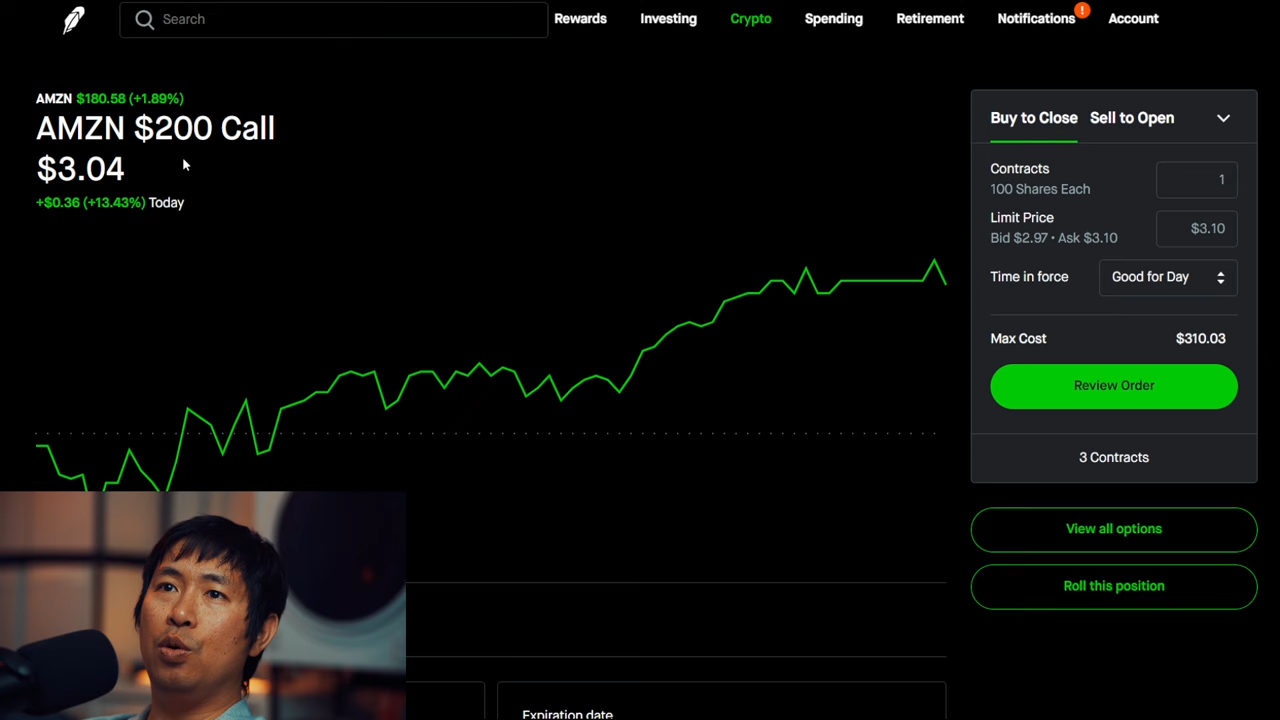 Search
Rewards
Investing
Crypto
Spending
Retirement
Notifications
!
Account
AMZN $180.58 (+1.89%)
AMZN $200 Call
$3.04
+$0.36 (+13.43%) Today
Buy to Close
Sell to Open
Contracts
100 Shares Each
1
Limit Price
Bid $2.97 • Ask $3.10
$3.10
Time in force
Good for Day
Max Cost
$310.03
Review Order
3 Contracts
View all options
Roll this position
Expiration date